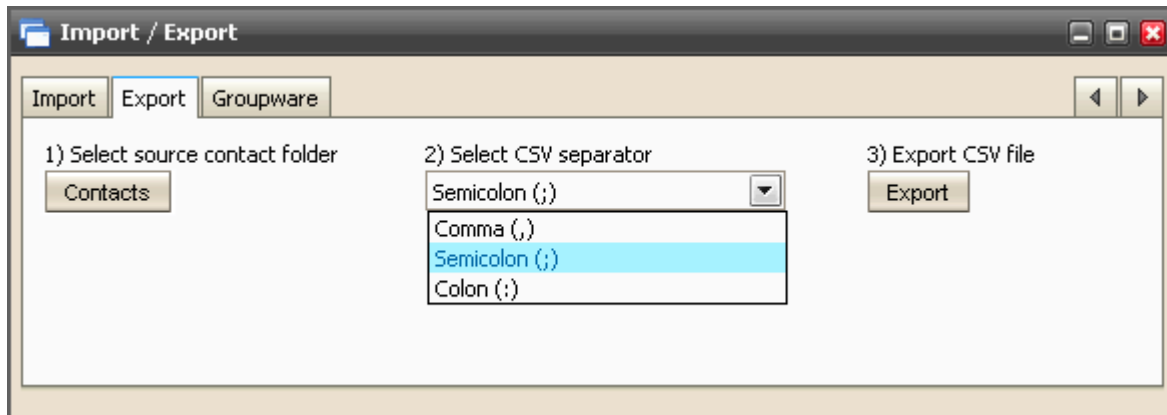 Import / Export
Import Export Groupware
1) Select source contact folder
Contacts
2) Select CSV separator
Semicolon (;)
Comma (,)
Semicolon (;)
Colon (:)
3) Export CSV file
Export